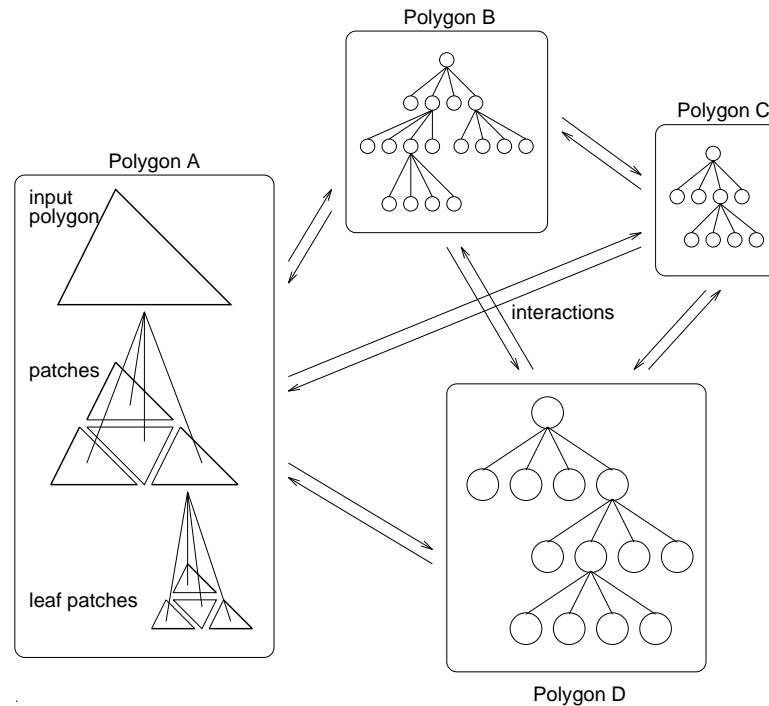 Polygon B
Polygon C
Polygon A
input
polygon
interactions
patches
leaf patches
Polygon D